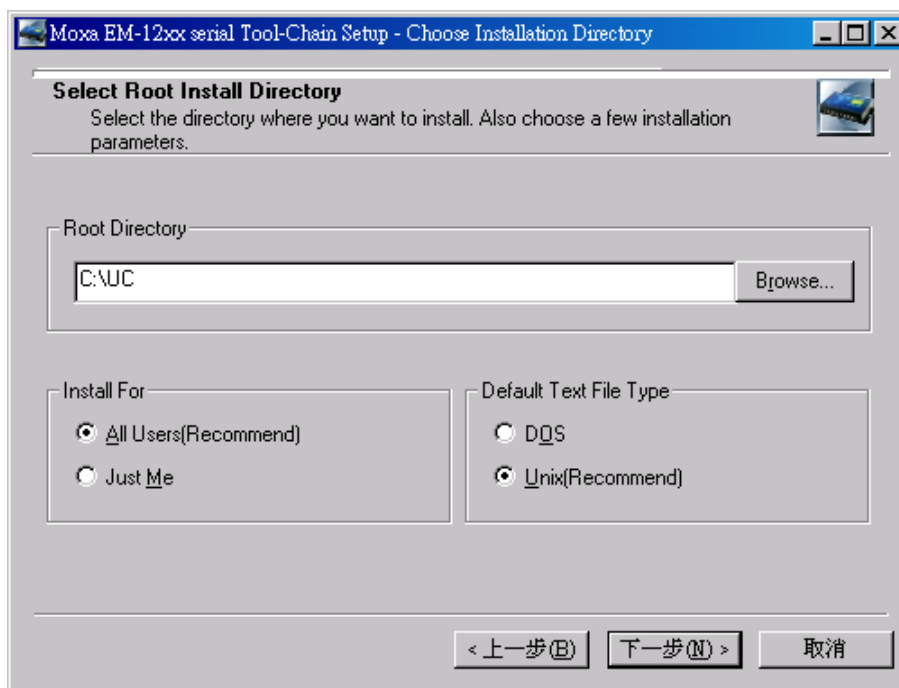 Moxa EM-12xx serial Tool-Chain Setup - Choose Installation Directory
Select Root Install Directory
Select the directory where you want to install. Also choose a few installation
parameters.
Root Directory
C:\UC
Browse...
Install For
All Users(Recommend)
Just Me
Default Text File Type
DOS
Unix(Recommend)
< 上一步(B)
下一步(N) >
取消